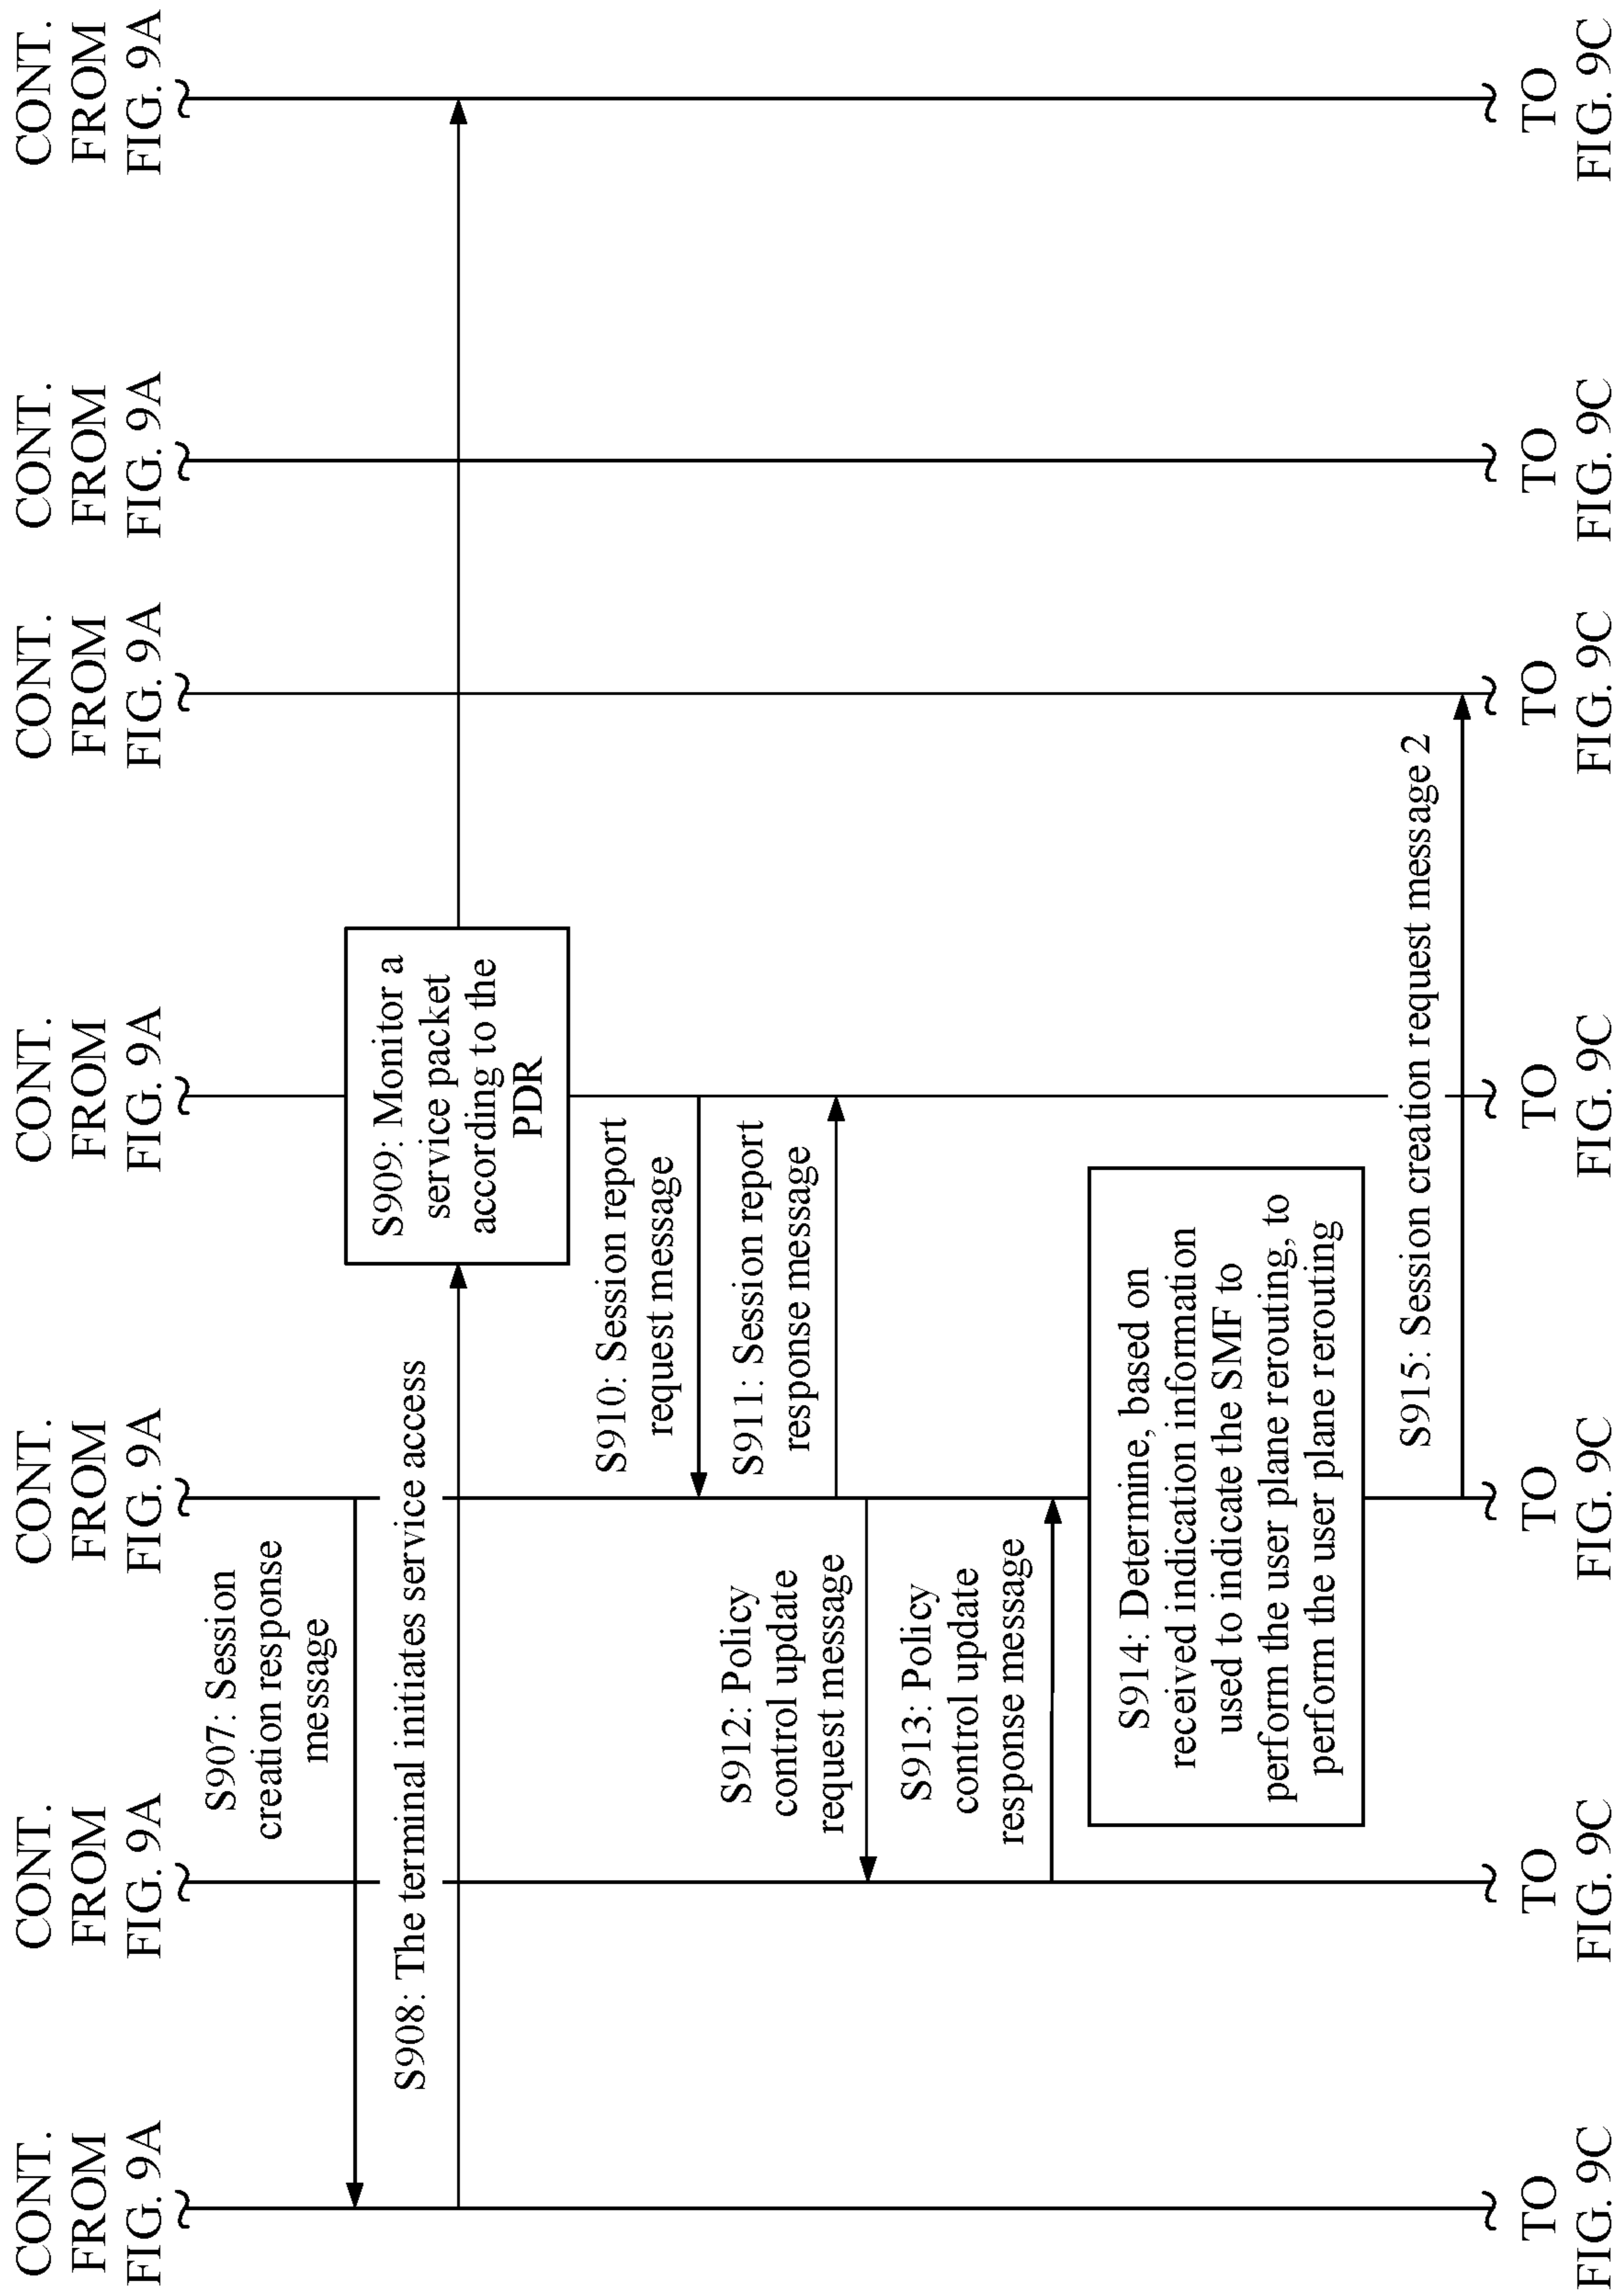 CONT.
FROM
FIG. 9A
CONT.
FROM
FIG. 9A
CONT.
FROM
FIG. 9A
CONT.
FROM
FIG. 9A
CONT.
FROM
FIG. 9A
CONT.
FROM
FIG. 9A
CONT.
FROM
FIG. 9A
S907: Session
creation response
message
S908: The terminal initiates service access
S909: Monitor a
service packet
according to the
PDR
S910: Session report
request message
S911: Session report
response message
S912: Policy
control update
request message
S913: Policy
control update
response message
S914: Determine, based on
received indication information
used to indicate the SMF to
perform the user plane rerouting, to
perform the user plane rerouting
S915: Session creation request message 2
TO
FIG. 9C
TO
FIG. 9C
TO
FIG. 9C
TO
FIG. 9C
TO
FIG. 9C
TO
FIG. 9C
TO
FIG. 9C